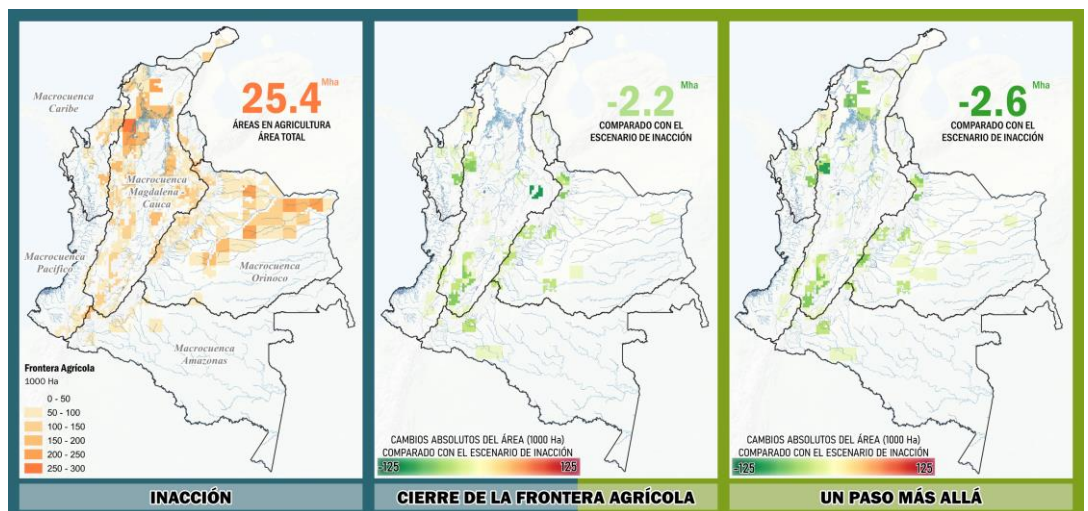 25.4 Mha
ÁREAS EN AGRICULTURA
ÁREA TOTAL
Macrocuenca
Caribe
Macrocuenca
Magdalena -
Cauca
Macrocuenca
Pacífico
Macrocuenca
Orinoco
Macrocuenca
Amazonas
Frontera Agrícola
1000 Ha
0 - 50
50 - 100
100 - 150
150 - 200
200 - 250
250 - 300
INACCIÓN
-2.2 Mha
COMPARADO CON EL
ESCENARIO DE INACCIÓN
CAMBIOS ABSOLUTOS DEL ÁREA (1000 Ha)
COMPARADO CON EL ESCENARIO DE INACCIÓN
-125 125
CIERRE DE LA FRONTERA AGRÍCOLA
-2.6 Mha
COMPARADO CON EL
ESCENARIO DE INACCIÓN
CAMBIOS ABSOLUTOS DEL ÁREA (1000 Ha)
COMPARADO CON EL ESCENARIO DE INACCIÓN
-125 125
UN PASO MÁS ALLÁ